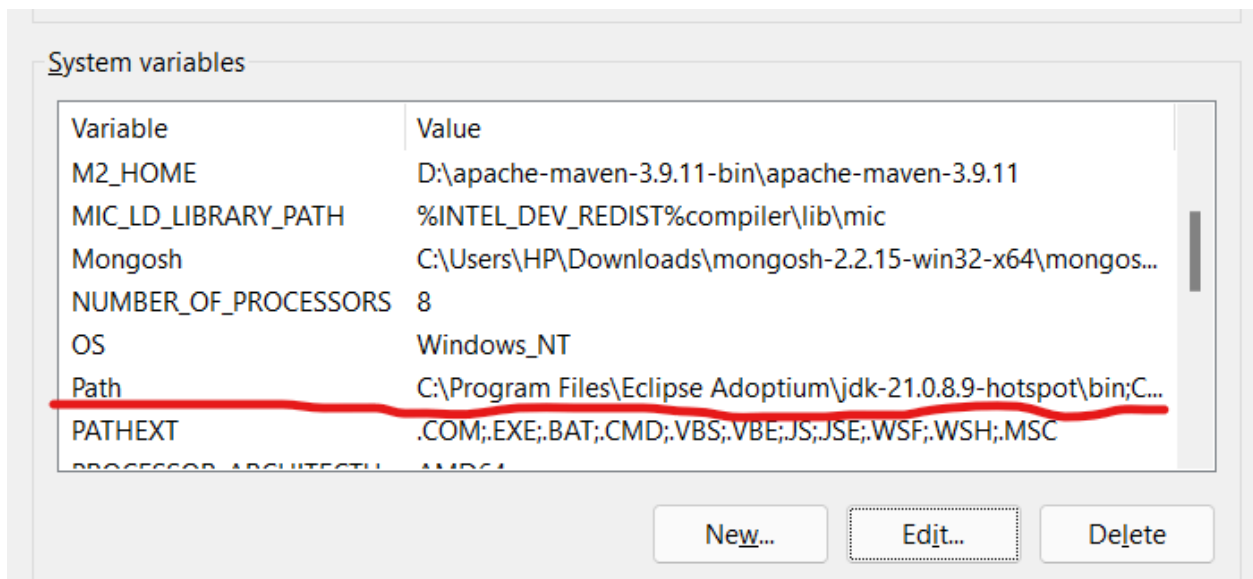 System variables
Variable Value
M2_HOME D:\apache-maven-3.9.11-bin\apache-maven-3.9.11
MIC_LD_LIBRARY_PATH %INTEL_DEV_REDIST%compiler\lib\mic
Mongosh C:\Users\HP\Downloads\mongosh-2.2.15-win32-x64\mongos...
NUMBER_OF_PROCESSORS 8
OS Windows_NT
Path C:\Program Files\Eclipse Adoptium\jdk-21.0.8.9-hotspot\bin;C...
PATHEXT .COM;.EXE;.BAT;.CMD;.VBS;.VBE;.JS;.JSE;.WSF;.WSH;.MSC
PROCESSOR_ARCHITECTU... AMD64
New... Edit... Delete